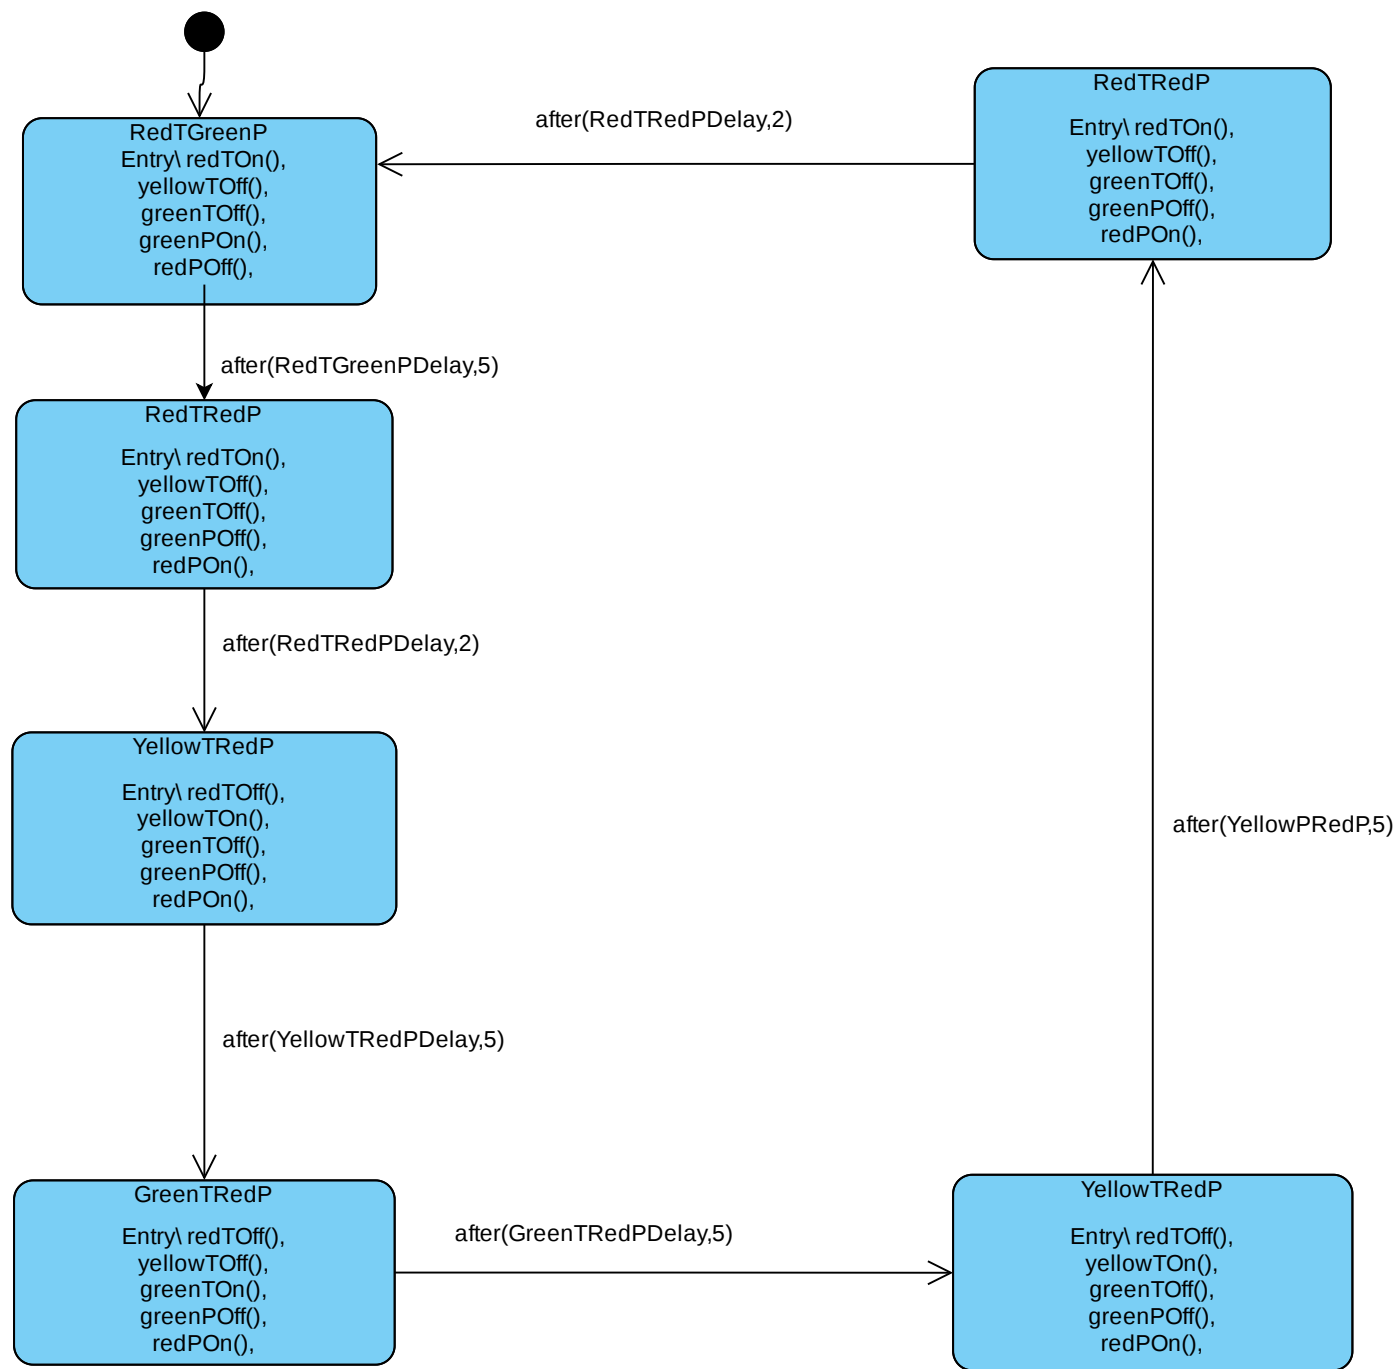 RedTGreenP
Entry\ redTOn(),
yellowTOff(),
greenTOff(),
greenPOn(),
redPOff(),
after(RedTRedPDelay,2)
RedTRedP
Entry\ redTOn(),
yellowTOff(),
greenTOff(),
greenPOff(),
redPOn(),
after(RedTGreenPDelay,5)
RedTRedP
Entry\ redTOn(),
yellowTOff(),
greenTOff(),
greenPOff(),
redPOn(),
after(RedTRedPDelay,2)
YellowTRedP
Entry\ redTOff(),
yellowTOn(),
greenTOff(),
greenPOff(),
redPOn(),
after(YellowPRedP,5)
after(YellowTRedPDelay,5)
GreenTRedP
Entry\ redTOff(),
yellowTOff(),
greenTOn(),
greenPOff(),
redPOn(),
after(GreenTRedPDelay,5)
YellowTRedP
Entry\ redTOff(),
yellowTOn(),
greenTOff(),
greenPOff(),
redPOn(),